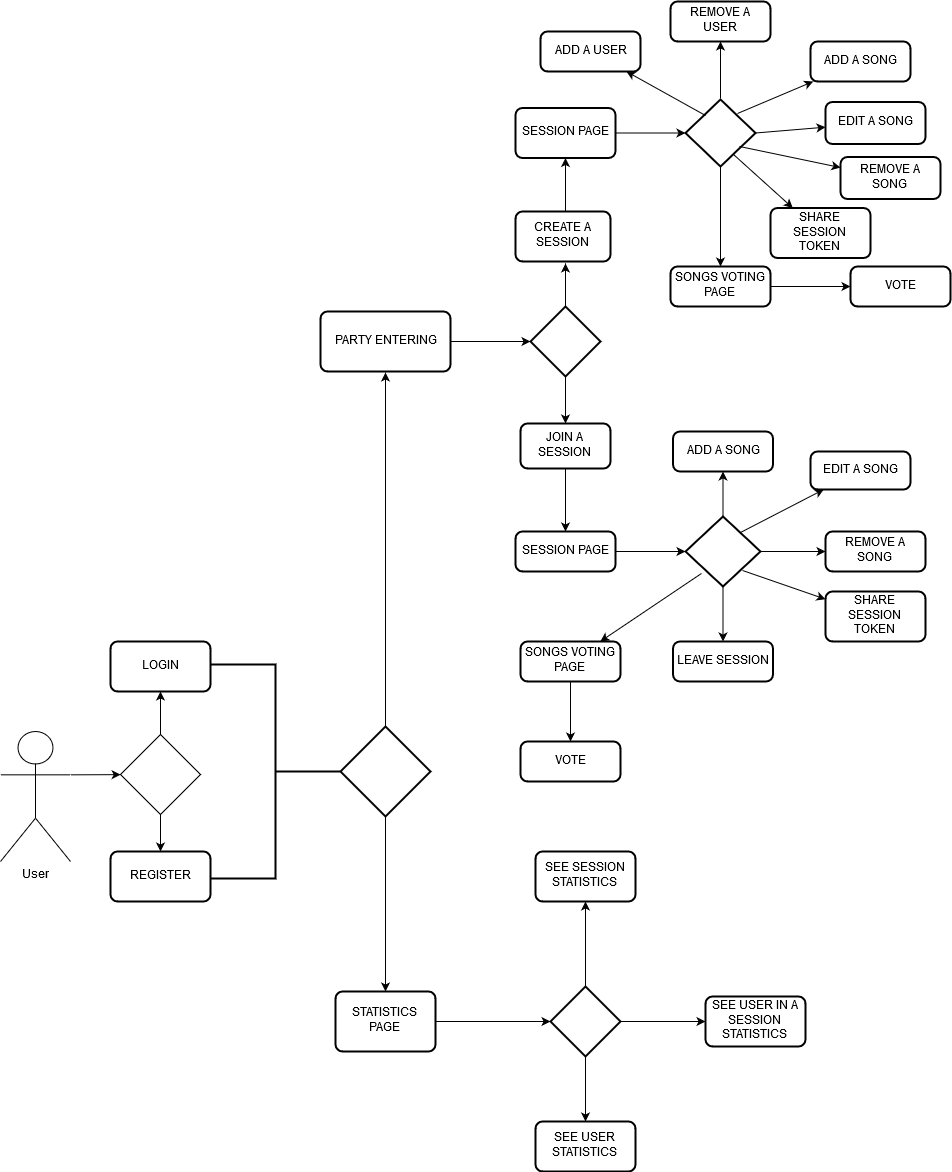 REMOVE A
USER
ADD A USER
ADD A SONG
SESSION PAGE
EDIT A SONG
REMOVE A
SONG
CREATE A
SESSION
SHARE
SESSION
TOKEN
SONGS VOTING
PAGE
VOTE
PARTY ENTERING
JOIN A
SESSION
ADD A SONG
EDIT A SONG
SESSION PAGE
REMOVE A
SONG
SHARE
SESSION
TOKEN
SONGS VOTING
PAGE
LEAVE SESSION
VOTE
LOGIN
User
REGISTER
SEE SESSION
STATISTICS
STATISTICS
PAGE
SEE USER IN A
SESSION
STATISTICS
SEE USER
STATISTICS